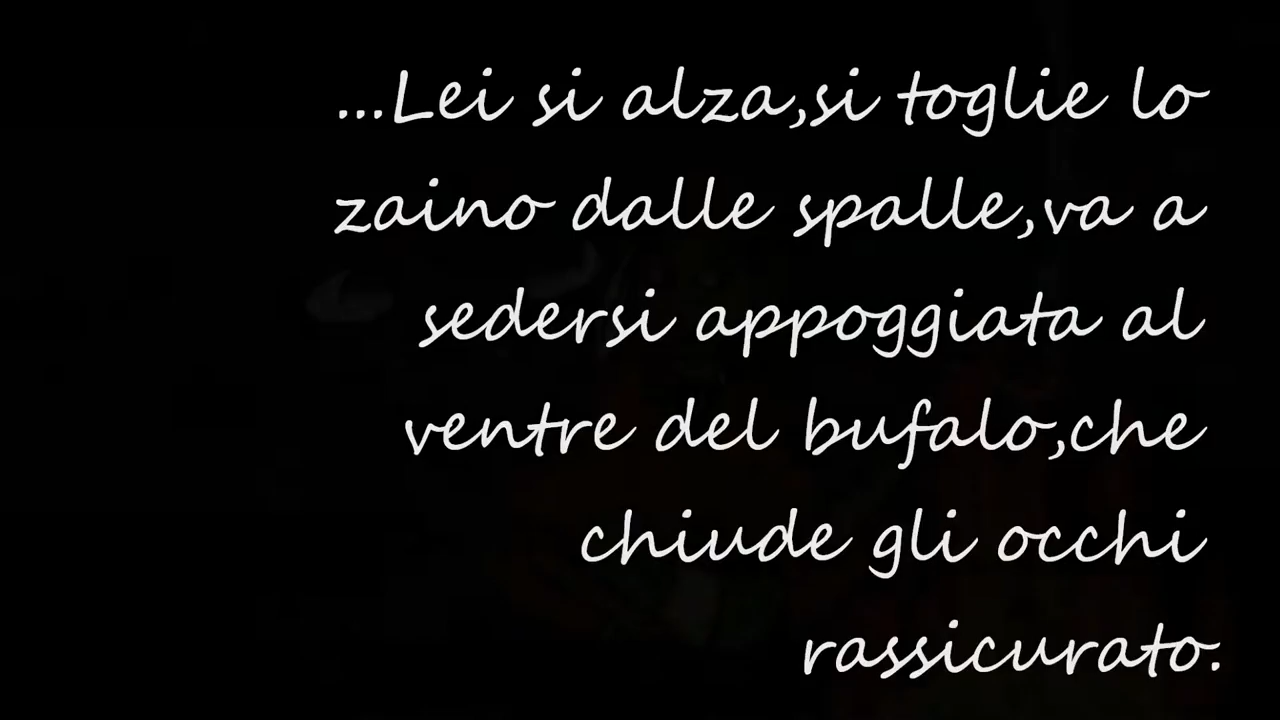 ...Lei si alza,si toglie lo
zaino dalle spalle,va a
sedersi appoggiata al
ventre del bufalo,che
chiude gli occhi
rassicurato.